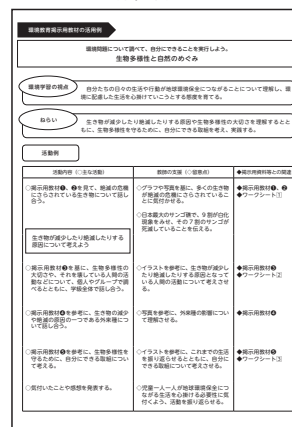 環境教育掲示用教材の活用例
環境問題について調べて、自分にできることを実行しよう。
生物多様性と自然のめぐみ
環境学習の視点
自分たちの日々の生活や行動が地球環境保全につながることについて理解し、環
境に配慮した生活を心掛けていこうとする態度を育てる。
ねらい
生き物が減少したり絶滅したりする原因や生物多様性の大切さを理解するとと
もに、生物多様性を守るために、自分にできる取組を考え、実践する。
活動例
活動内容(○主な活動)
教師の支援(◇留意点)
◆掲示用資料等との関連
○掲示用教材❶、❷を見て、絶滅の危機
にさらされている生き物について話し
合う。
◇グラフや写真を基に、多くの生き物
が絶滅の危機にさらされているこ
とに気付かせる。
◇日本最大のサンゴ礁で、9割が白化
現象をみせ、その7割のサンゴが
死滅していることを伝える。
◆掲示用教材❶、❷
◆ワークシート①
生き物が減少したり絶滅したりする
原因について考えよう
○掲示用教材❸を基に、生物多様性の
大切さや、それを壊している人間の活
動などについて、個人やグループで調
べるとともに、学級全体で話し合う。
◇イラストを参考に、生き物が減少し
たり絶滅したりする原因となって
いる人間の活動について考えさせ
る。
◆掲示用教材❸
◆ワークシート②
○掲示用教材❹を参考に、生き物の減少
や絶滅の原因の一つである外来種につ
いて話し合う。
◇写真を参考に、外来種の影響につい
て理解させる。
◆掲示用教材❹
○掲示用教材❺を参考に、生物多様性を
守るために、自分にできる取組につい
て考える。
◇イラストを参考に、これまでの生活
を振り返らせるとともに、自分に
できる取組について考えさせる。
◆掲示用教材❺
◆ワークシート③
○気付いたことや感想を発表する。
◇児童一人一人が地球環境保全につ
ながる生活を心掛ける必要性に気
付くよう、活動を振り返らせる。